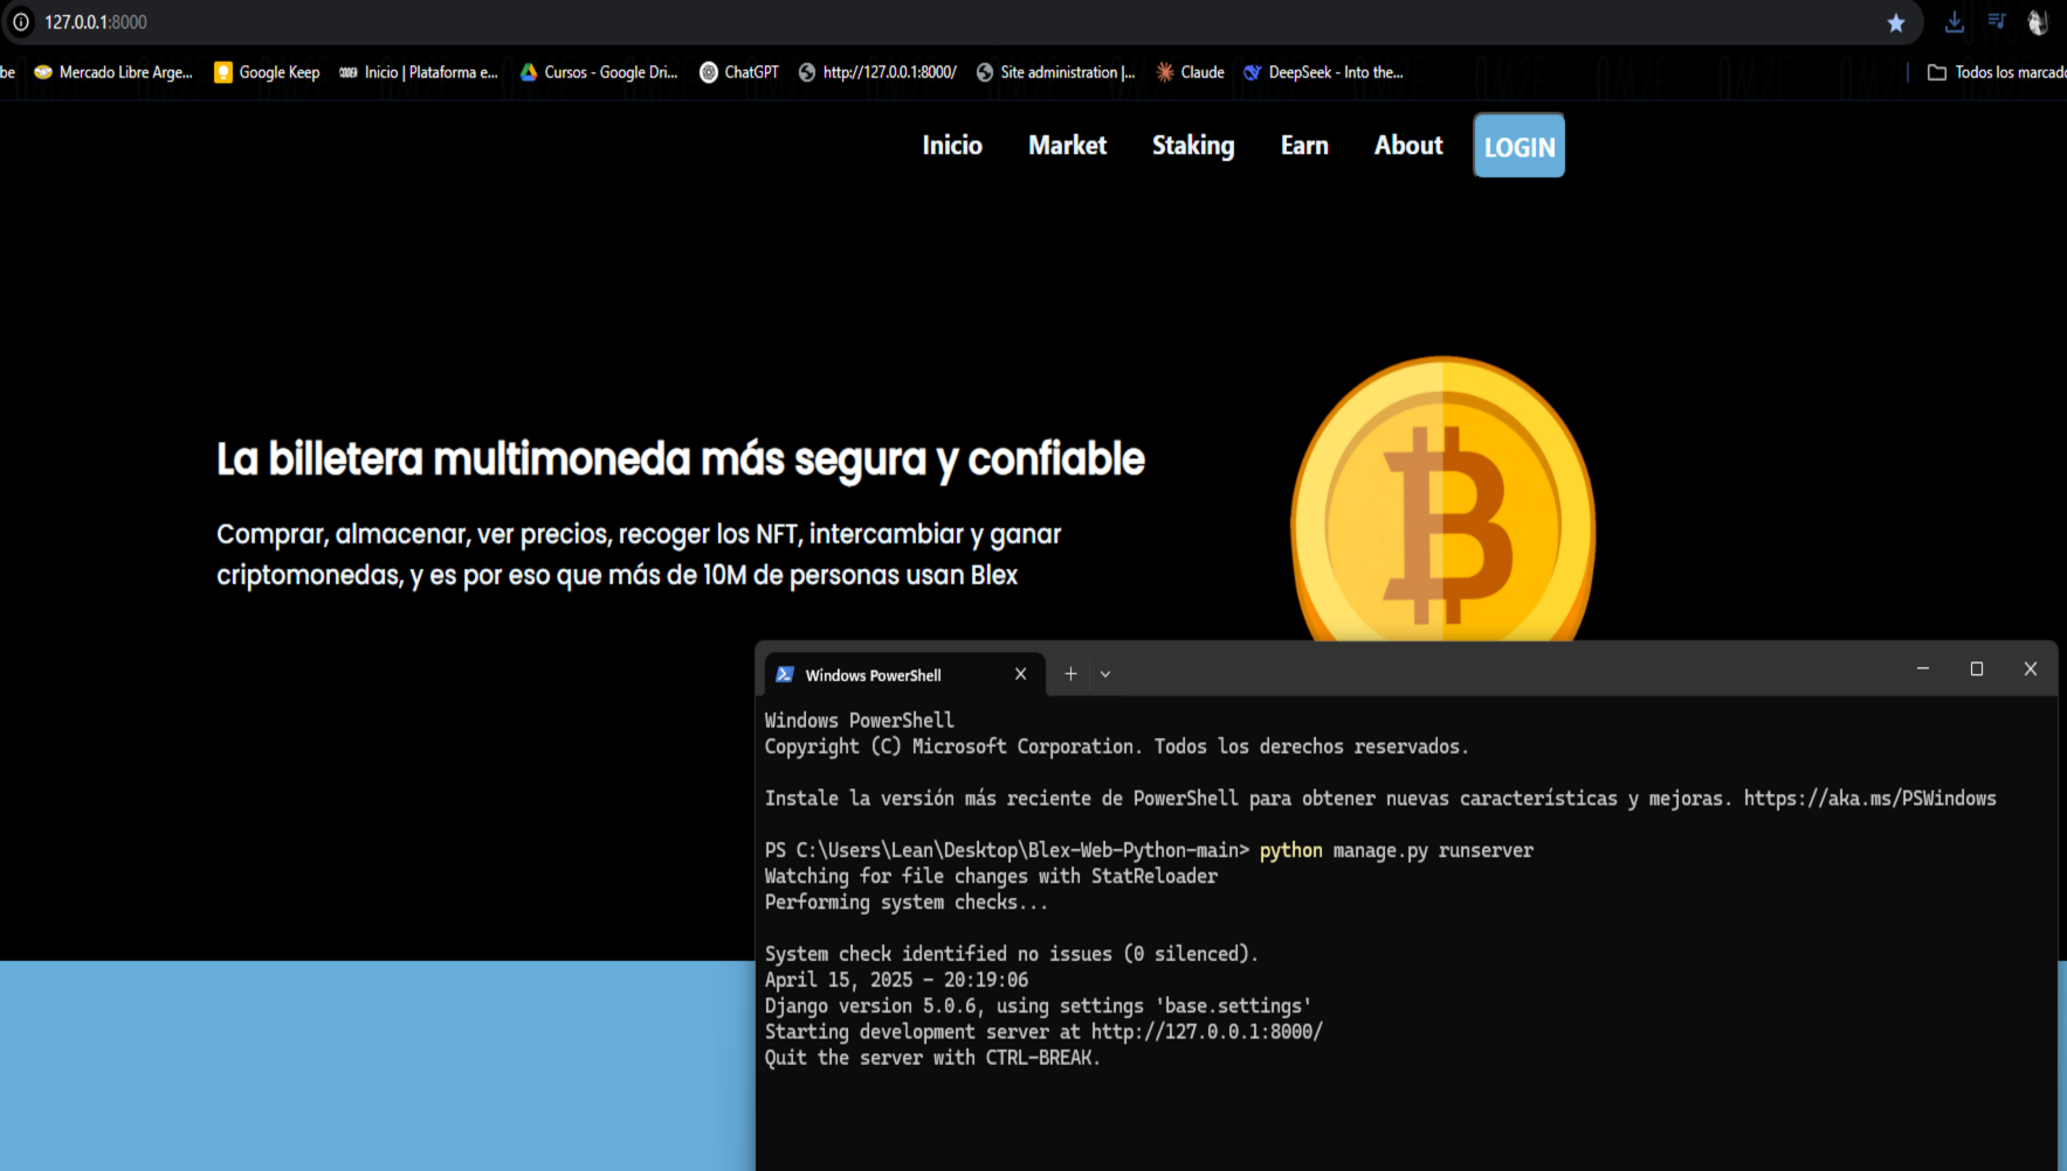 127.0.0.1:8000
be Mercado Libre Arge... Google Keep Inicio | Plataforma e... Cursos - Google Dri... ChatGPT http://127.0.0.1:8000/ Site administration |... Claude DeepSeek - Into the... Todos los marcado
Inicio Market Staking Earn About LOGIN
La billetera multimoneda más segura y confiable
Comprar, almacenar, ver precios, recoger los NFT, intercambiar y ganar
criptomonedas, y es por eso que más de 10M de personas usan Blex
Windows PowerShell
Windows PowerShell
Copyright (C) Microsoft Corporation. Todos los derechos reservados.
Instale la versión más reciente de PowerShell para obtener nuevas características y mejoras. https://aka.ms/PSWindows
PS C:\Users\Lean\Desktop\Blex-Web-Python-main> python manage.py runserver
Watching for file changes with StatReloader
Performing system checks...
System check identified no issues (0 silenced).
April 15, 2025 - 20:19:06
Django version 5.0.6, using settings 'base.settings'
Starting development server at http://127.0.0.1:8000/
Quit the server with CTRL-BREAK.